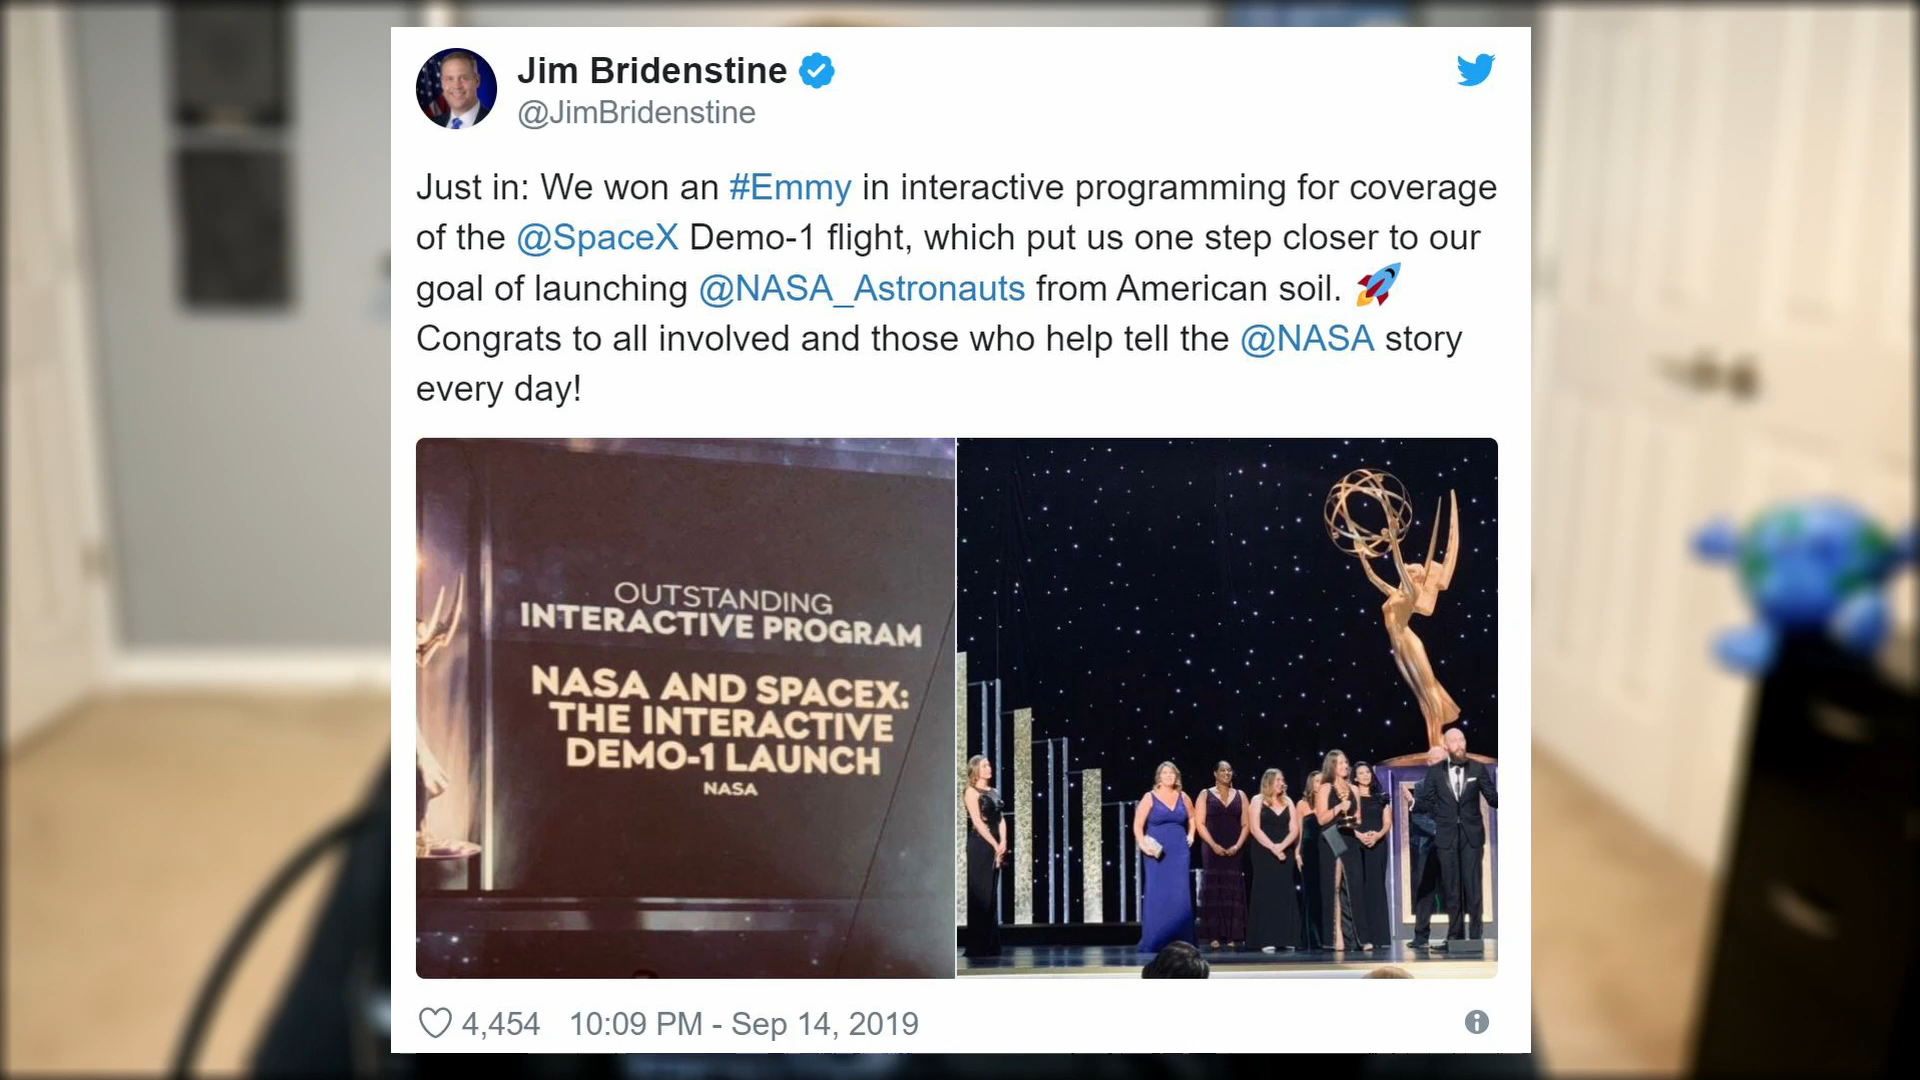 Jim Bridenstine
@JimBridenstine
Just in: We won an #Emmy in interactive programming for coverage
of the @SpaceX Demo-1 flight, which put us one step closer to our
goal of launching @NASA_Astronauts from American soil. 🚀
Congrats to all involved and those who help tell the @NASA story
every day!
OUTSTANDING
INTERACTIVE PROGRAM
NASA AND SPACEX:
THE INTERACTIVE
DEMO-1 LAUNCH
NASA
4,454 10:09 PM - Sep 14, 2019